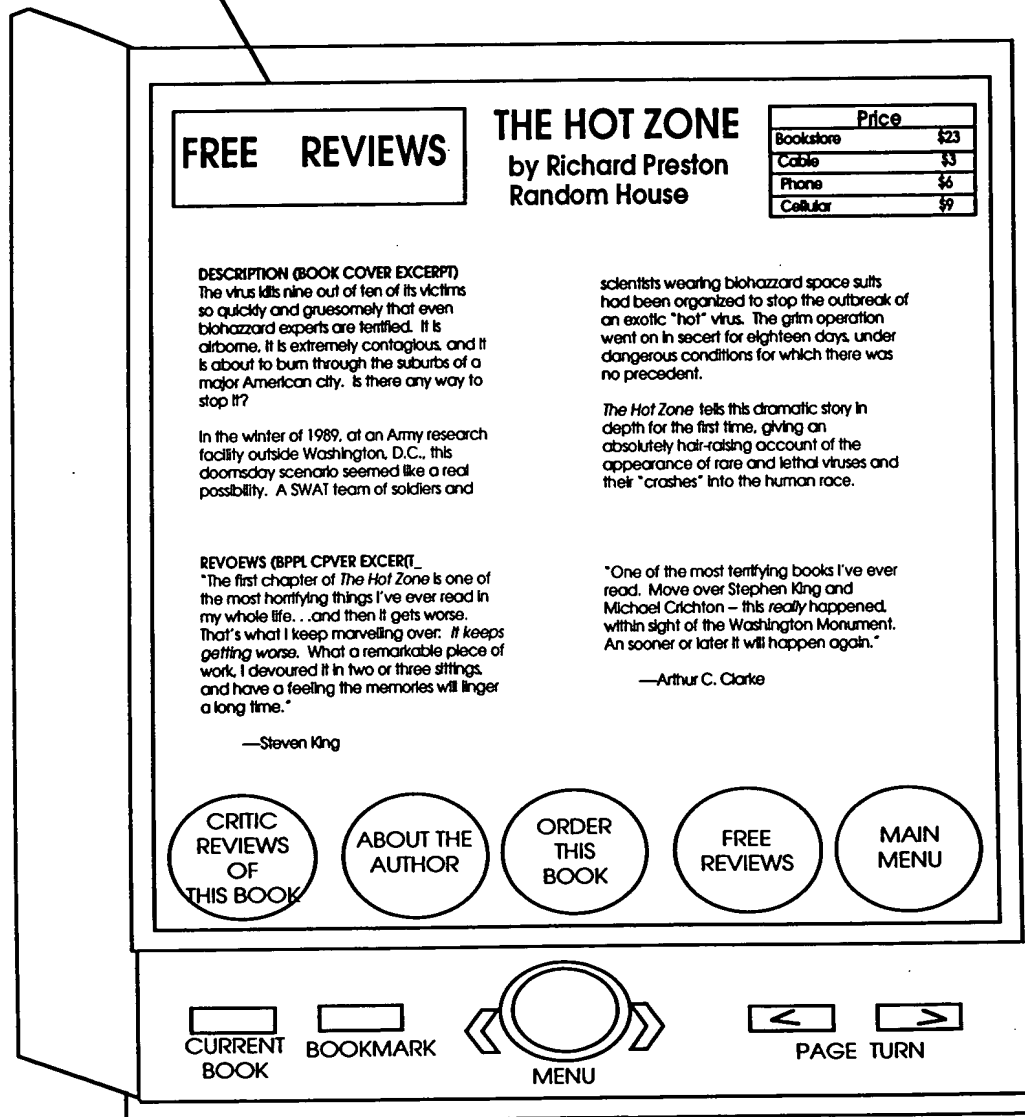 FREE REVIEWS
THE HOT ZONE
by Richard Preston
Random House
Price
Bookstore $23
Cable $3
Phone $6
Cellular $9
DESCRIPTION (BOOK COVER EXCERPT)
The virus kills nine out of ten of its victims
so quickly and gruesomely that even
biohazzard experts are terrified. It is
airborne, it is extremely contagious, and it
is about to burn through the suburbs of a
major American city. Is there any way to
stop it?
In the winter of 1989, at an Army research
facility outside Washington, D.C., this
doomsday scenario seemed like a real
possibility. A SWAT team of soldiers and
scientists wearing biohazzard space suits
had been organized to stop the outbreak of
an exotic "hot" virus. The grim operation
went on in secert for eighteen days, under
dangerous conditions for which there was
no precedent.
The Hot Zone tells this dramatic story in
depth for the first time, giving an
absolutely hair-raising account of the
appearance of rare and lethal viruses and
their "crashes" into the human race.
REVOEWS (BPPL CPVER EXCER(T_
"The first chapter of The Hot Zone is one of
the most horrifying things I've ever read in
my whole life. . .and then it gets worse.
That's what I keep marvelling over: it keeps
getting worse. What a remarkable piece of
work, I devoured it in two or three sittings,
and have a feeling the memories will linger
a long time."
—Steven King
"One of the most terrifying books I've ever
read. Move over Stephen King and
Michael Crichton – this really happened,
within sight of the Washington Monument.
An sooner or later it will happen again."
—Arthur C. Clarke
CRITIC
REVIEWS
OF
THIS BOOK
ABOUT THE
AUTHOR
ORDER
THIS
BOOK
FREE
REVIEWS
MAIN
MENU
CURRENT
BOOK
BOOKMARK
MENU
< >
PAGE TURN